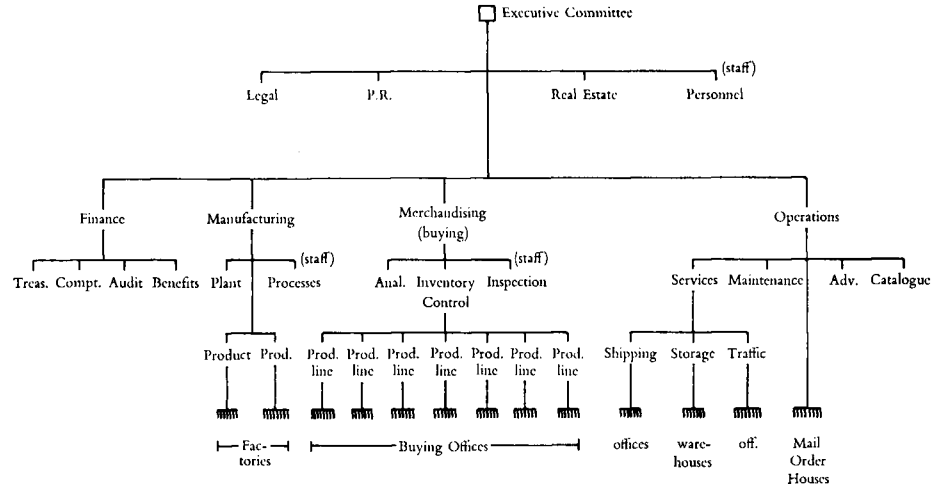 Executive Committee
(staff)
Legal P.R. Real Estate Personnel
Finance Manufacturing Merchandising (buying) Operations
(staff) (staff)
Treas. Compt. Audit Benefits Plant Processes Anal. Inventory Control Inspection Services Maintenance Adv. Catalogue
Product Prod. Prod. line Prod. line Prod. line Prod. line Prod. line Prod. line Prod. line Shipping Storage Traffic
Fac-
tories
Buying Offices
offices
ware-
houses
off.
Mail
Order
Houses